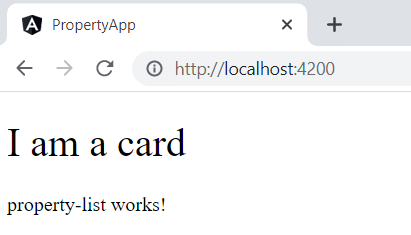 PropertyApp
http://localhost:4200
I am a card
property-list works!